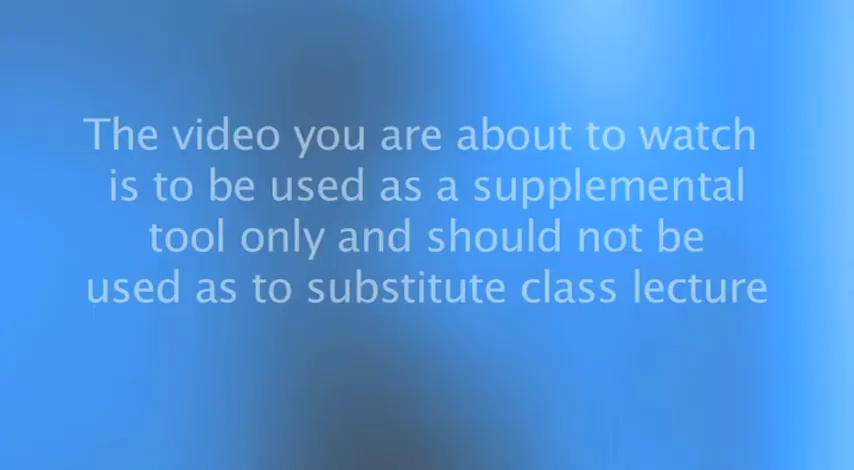 The video you are about to watch
is to be used as a supplemental
tool only and should not be
used as to substitute class lecture